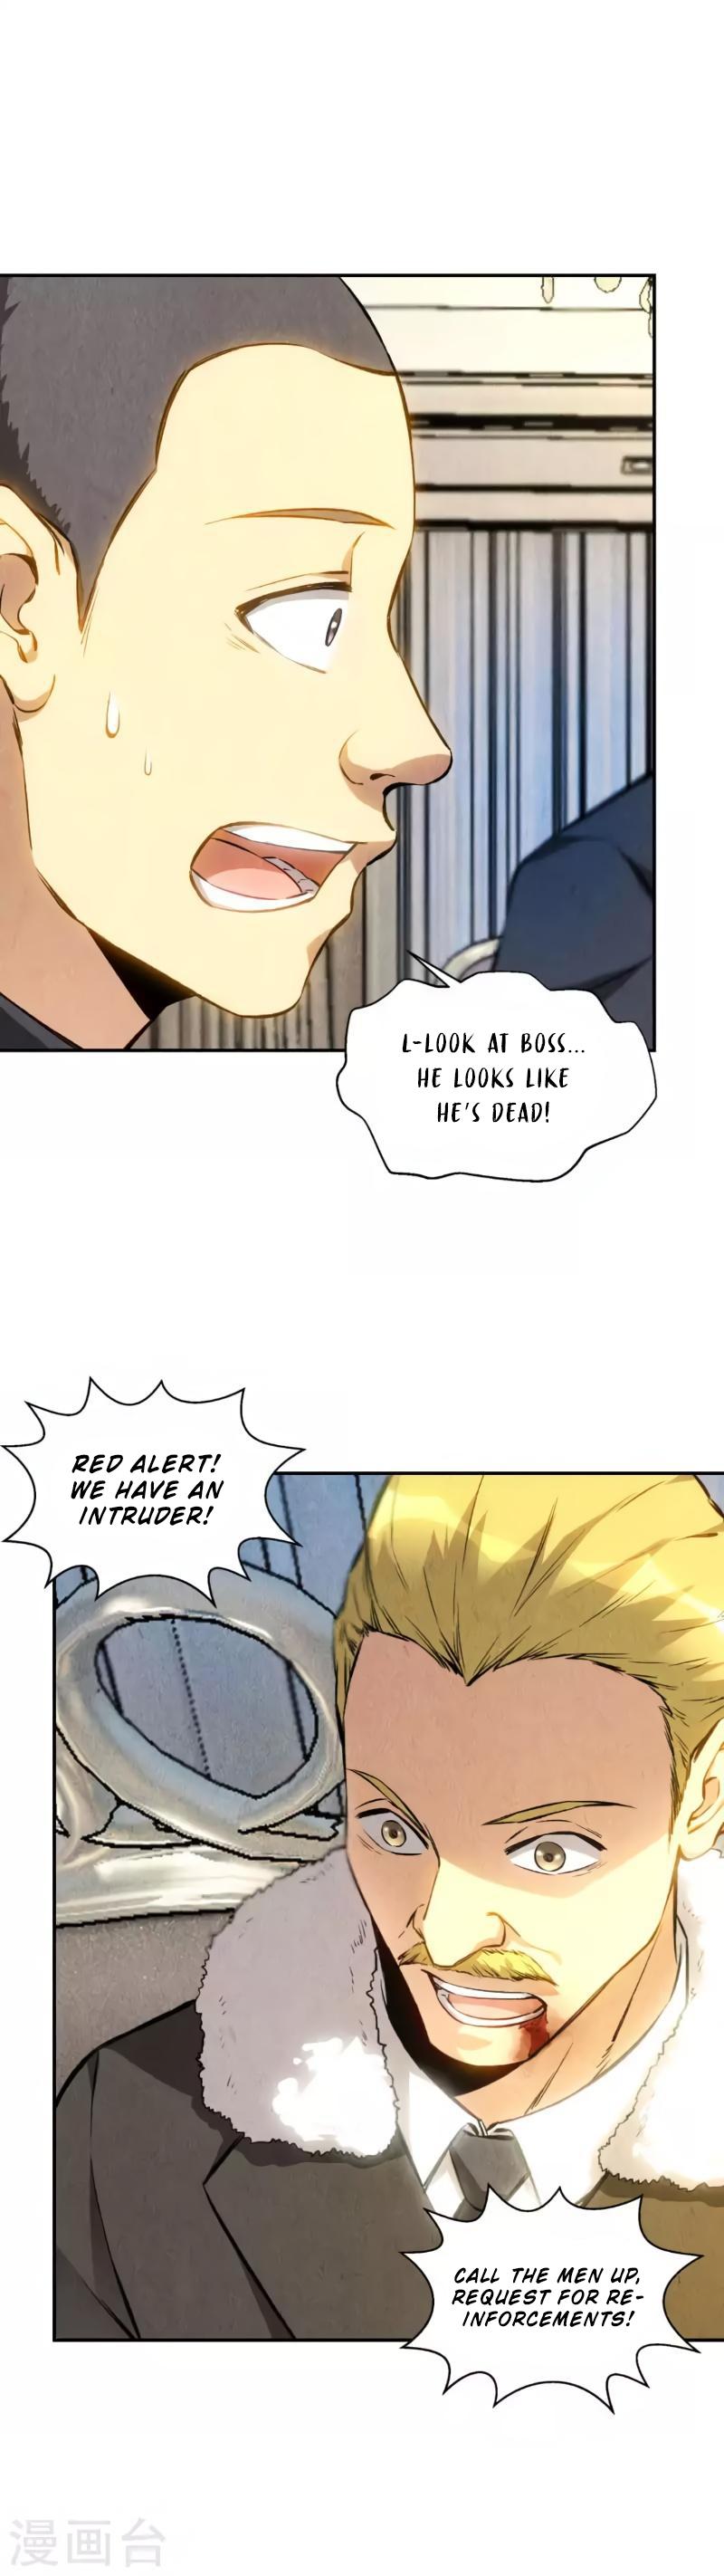 L-LOOK AT BOSS...
HE LOOKS LIKE
HE'S DEAD!
RED ALERT!
WE HAVE AN
INTRUDER!
CALL THE MEN UP,
REQUEST FOR RE-
INFORCEMENTS!
漫画台